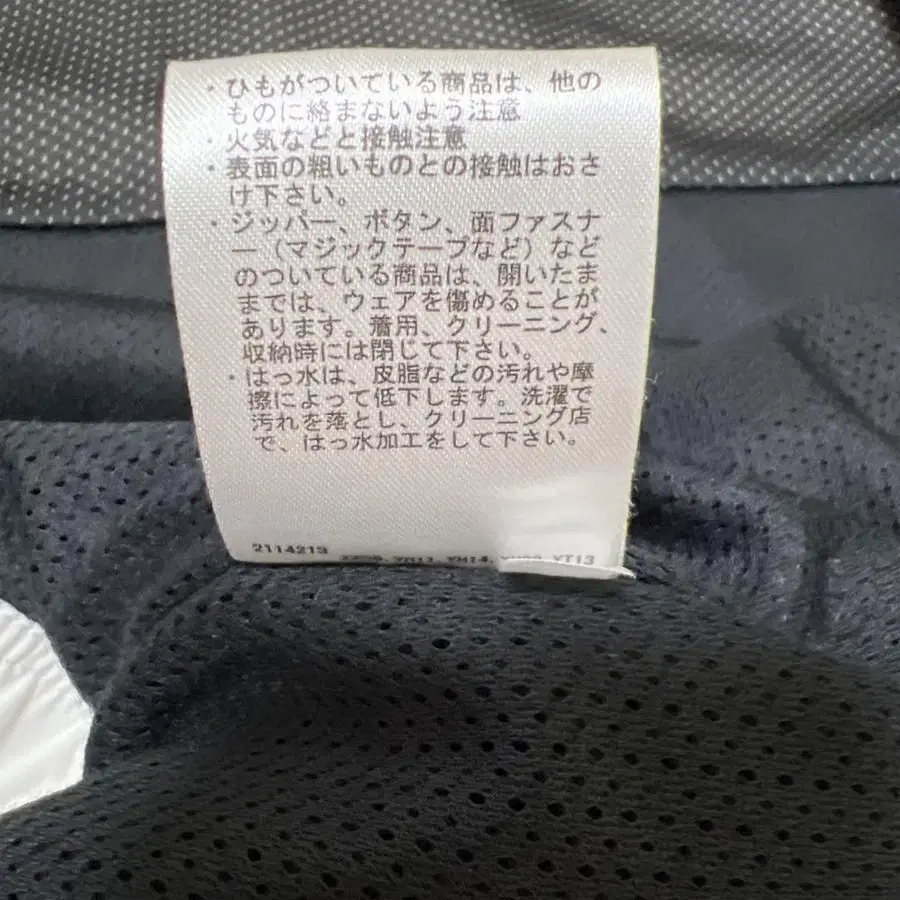 ・ひもがついている商品は、他の
ものに絡まないよう注意
・火気などと接触注意
・表面の粗いものとの接触はおさ
け下さい。
・ジッパー、ボタン、面ファスナ
ー（マジックテープなど）など
のついている商品は、開いたま
までは、ウェアを傷めることが
あります。着用、クリーニング、
収納時には閉じて下さい。
・はっ水は、皮脂などの汚れや摩
擦によって低下します。洗濯で
汚れを落とし、クリーニング店
で、はっ水加工をして下さい。
2114213 YH14 YT13